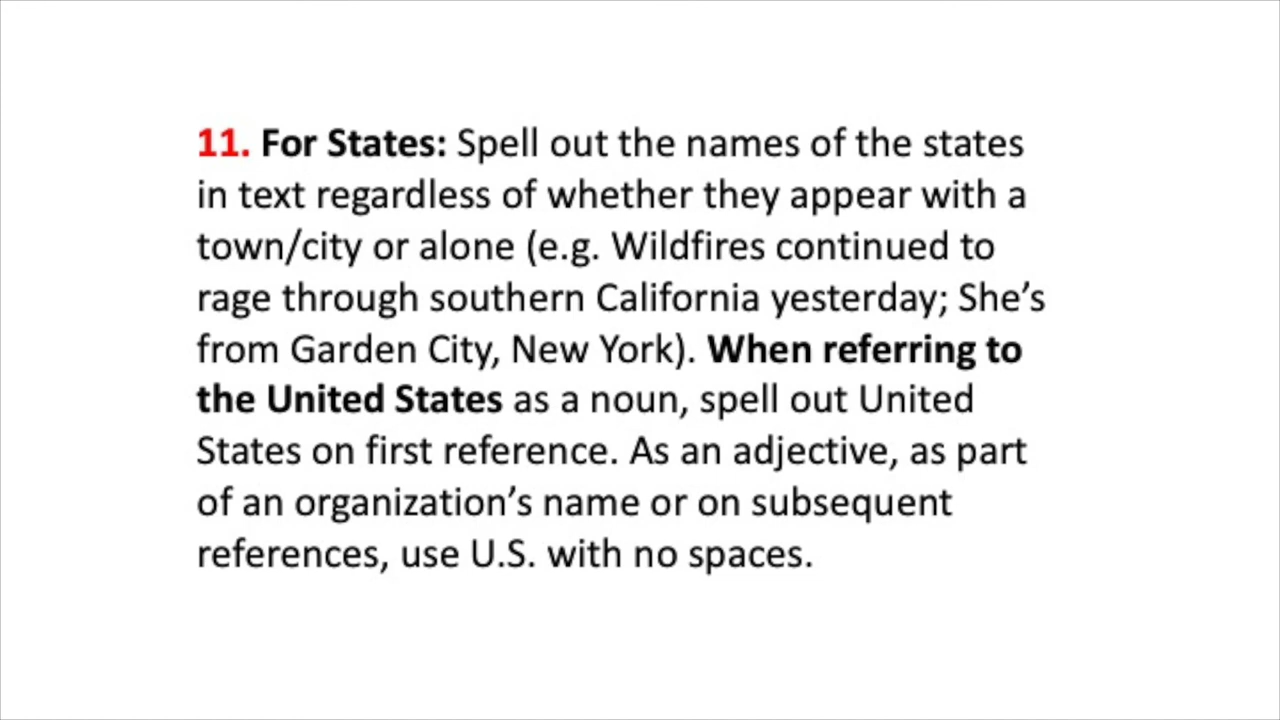 11. For States: Spell out the names of the states
in text regardless of whether they appear with a
town/city or alone (e.g. Wildfires continued to
rage through southern California yesterday; She’s
from Garden City, New York). When referring to
the United States as a noun, spell out United
States on first reference. As an adjective, as part
of an organization’s name or on subsequent
references, use U.S. with no spaces.